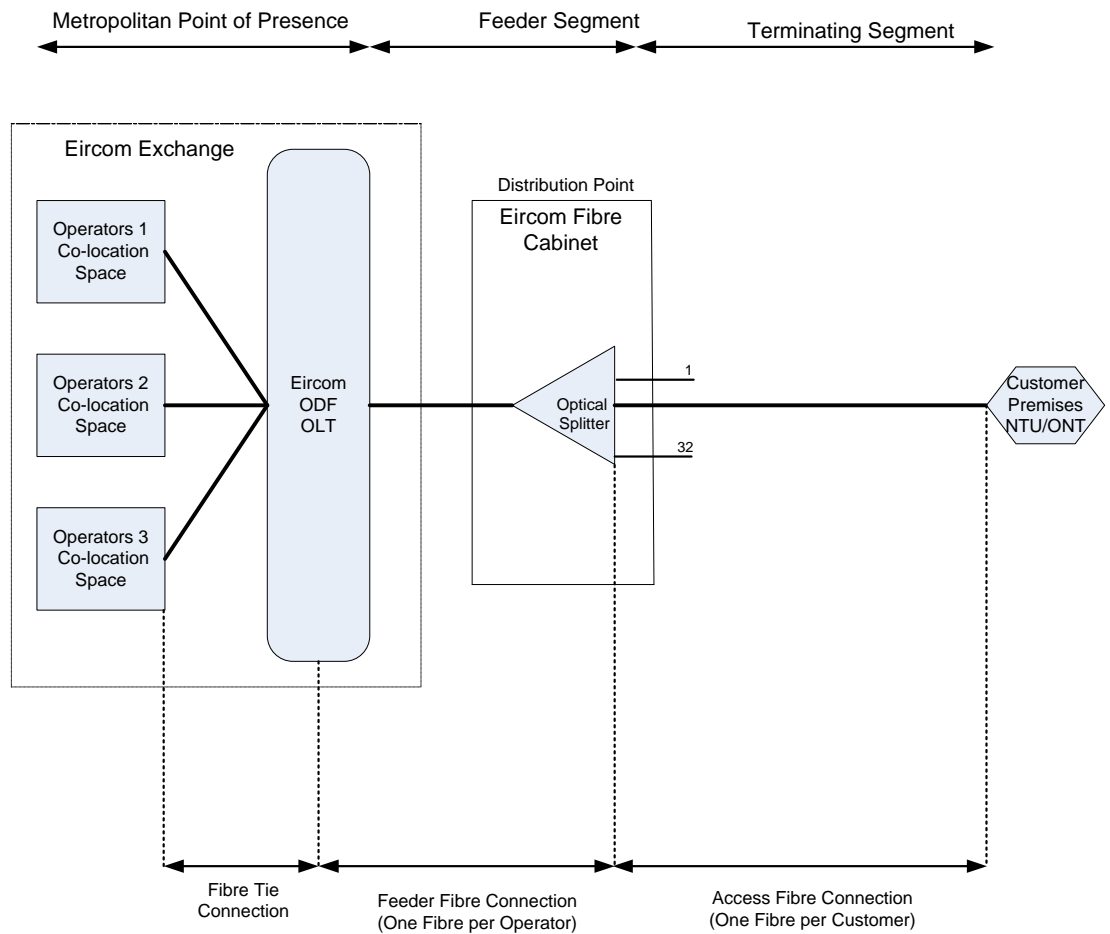 Metropolitan Point of Presence
Feeder Segment
Terminating Segment
Eircom Exchange
Operators 1
Co-location
Space
Operators 2
Co-location
Space
Operators 3
Co-location
Space
Eircom
ODF
OLT
Distribution Point
Eircom Fibre
Cabinet
Optical
Splitter
1
32
Customer
Premises
NTU/ONT
Fibre Tie
Connection
Feeder Fibre Connection
(One Fibre per Operator)
Access Fibre Connection
(One Fibre per Customer)